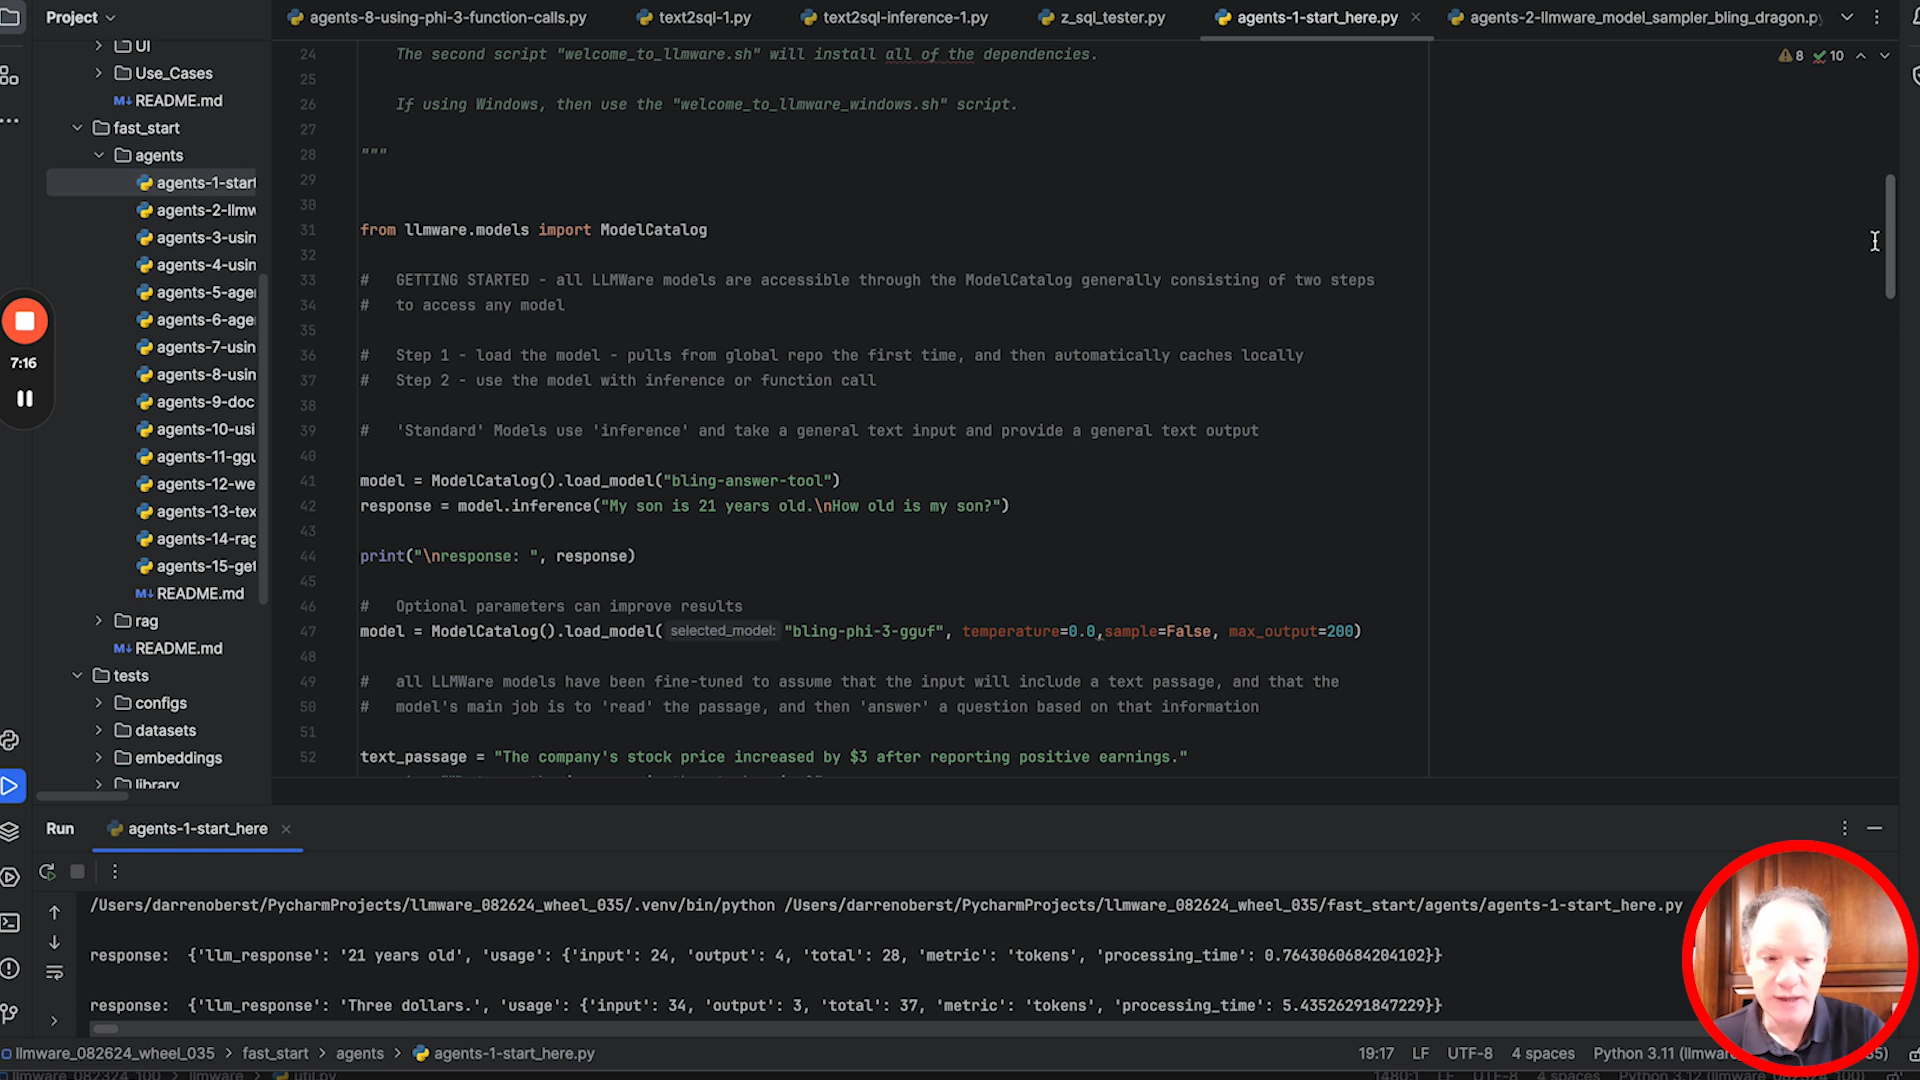 Project
agents-8-using-phi-3-function-calls.py
text2sql-1.py
text2sql-inference-1.py
z_sql_tester.py
agents-1-start_here.py
agents-2-llmware_model_sampler_bling_dragon.py
UI
Use_Cases
README.md
fast_start
agents
agents-1-start
agents-2-llmw
agents-3-usin
agents-4-usin
agents-5-age
agents-6-age
agents-7-usin
agents-8-usin
agents-9-doc
agents-10-usi
agents-11-ggu
agents-12-we
agents-13-tex
agents-14-rag
agents-15-get
README.md
rag
README.md
tests
configs
datasets
embeddings
library
7:16
8 10
24 The second script "welcome_to_llmware.sh" will install all of the dependencies.
25
26 If using Windows, then use the "welcome_to_llmware_windows.sh" script.
27
28 """
29
30
31 from llmware.models import ModelCatalog
32
33 # GETTING STARTED - all LLMWare models are accessible through the ModelCatalog generally consisting of two steps
34 # to access any model
35
36 # Step 1 - load the model - pulls from global repo the first time, and then automatically caches locally
37 # Step 2 - use the model with inference or function call
38
39 # 'Standard' Models use 'inference' and take a general text input and provide a general text output
40
41 model = ModelCatalog().load_model("bling-answer-tool")
42 response = model.inference("My son is 21 years old.\nHow old is my son?")
43
44 print("\nresponse: ", response)
45
46 # Optional parameters can improve results
47 model = ModelCatalog().load_model( selected_model: "bling-phi-3-gguf", temperature=0.0,sample=False, max_output=200)
48
49 # all LLMWare models have been fine-tuned to assume that the input will include a text passage, and that the
50 # model's main job is to 'read' the passage, and then 'answer' a question based on that information
51
52 text_passage = "The company's stock price increased by $3 after reporting positive earnings."
Run
agents-1-start_here
/Users/darrenoberst/PycharmProjects/llmware_082624_wheel_035/.venv/bin/python /Users/darrenoberst/PycharmProjects/llmware_082624_wheel_035/fast_start/agents/agents-1-start_here.py
response: {'llm_response': '21 years old', 'usage': {'input': 24, 'output': 4, 'total': 28, 'metric': 'tokens', 'processing_time': 0.7643060684204102}}
response: {'llm_response': 'Three dollars.', 'usage': {'input': 34, 'output': 3, 'total': 37, 'metric': 'tokens', 'processing_time': 5.43526291847229}}
llmware_082624_wheel_035 > fast_start > agents > agents-1-start_here.py
19:17 LF UTF-8 4 spaces Python 3.11 (llmwar